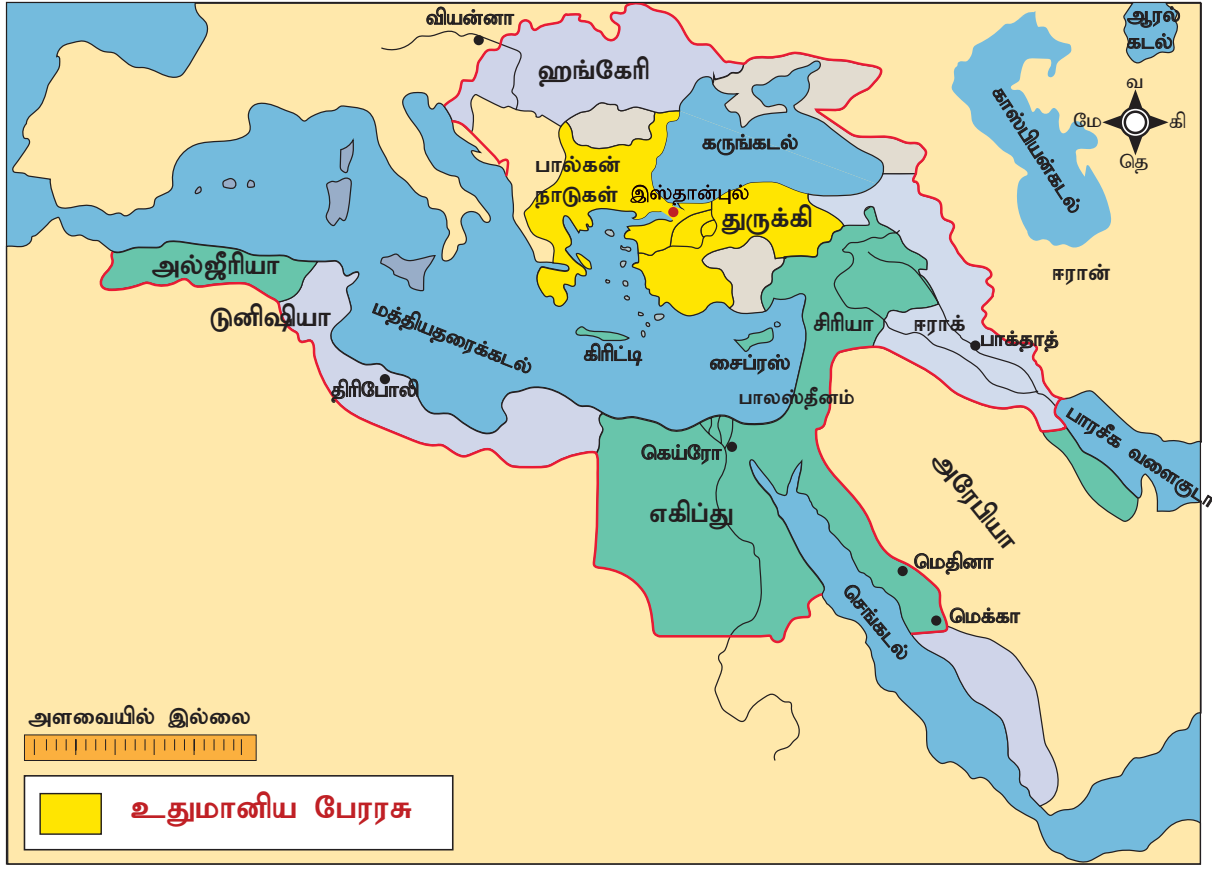 வியன்னா
ஆரல்
கடல்
ஹங்கேரி
வ
மே
கி
தெ
காஸ்பியன்கடல்
கருங்கடல்
பால்கன்
நாடுகள்
இஸ்தான்புல்
துருக்கி
அல்ஜீரியா
ஈரான்
டுனிஷியா
மத்தியதரைக்கடல்
சிரியா
ஈராக்
பாக்தாத்
கிரிட்டி
சைப்ரஸ்
திரிபோலி
பாலஸ்தீனம்
பாரசீக வளைகுடா
கெய்ரோ
அரேபியா
எகிப்து
மெதினா
செங்கடல்
மெக்கா
அளவையில் இல்லை
உதுமானிய பேரரசு